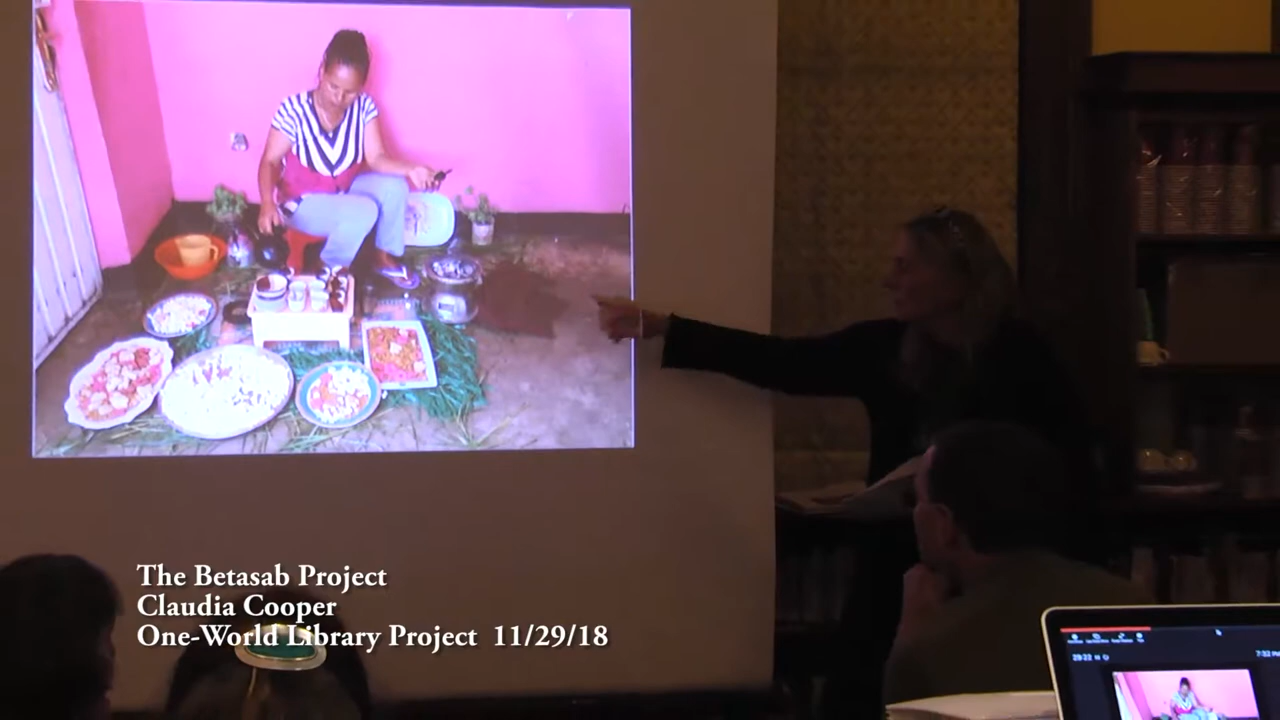 The Betasab Project
Claudia Cooper
One-World Library Project 11/29/18